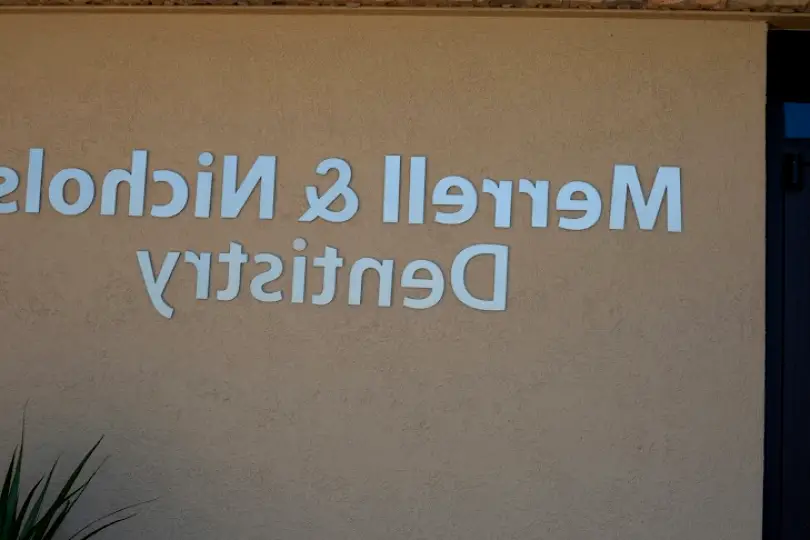 Merrell & Nichols
Dentistry